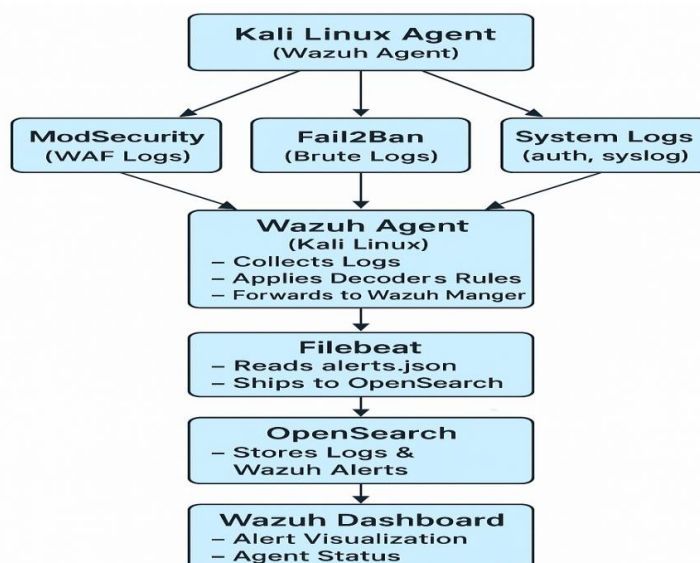 Kali Linux Agent
(Wazuh Agent)
ModSecurity
(WAF Logs)
Fail2Ban
(Brute Logs)
System Logs
(auth, syslog)
Wazuh Agent
(Kali Linux)
– Collects Logs
– Applies Decoders Rules
– Forwards to Wazuh Manger
Filebeat
– Reads alerts.json
– Ships to OpenSearch
OpenSearch
– Stores Logs &
Wazuh Alerts
Wazuh Dashboard
– Alert Visualization
– Agent Status